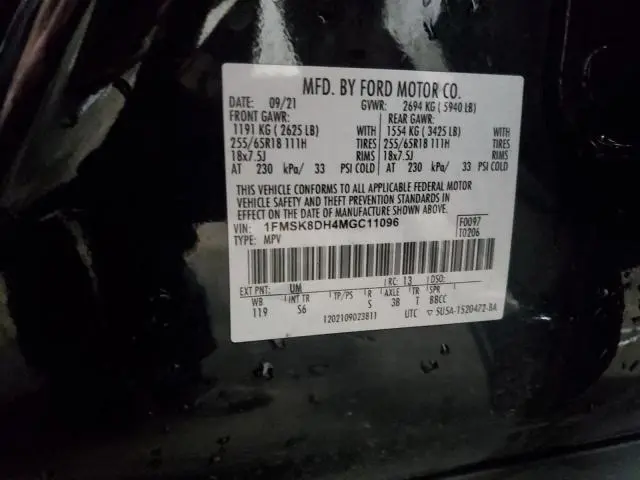 MFD. BY FORD MOTOR CO.
DATE: 09/21 GVWR: 2694 KG ( 5940 LB)
FRONT GAWR: REAR GAWR:
1191 KG ( 2625 LB) WITH 1554 KG ( 3425 LB) WITH
255/65R18 111H TIRES 255/65R18 111H TIRES
18x7.5J RIMS 18x7.5J RIMS
AT 230 kPa/ 33 PSI COLD AT 230 kPa/ 33 PSI COLD
THIS VEHICLE CONFORMS TO ALL APPLICABLE FEDERAL MOTOR
VEHICLE SAFETY AND THEFT PREVENTION STANDARDS IN
EFFECT ON THE DATE OF MANUFACTURE SHOWN ABOVE.
VIN: 1FMSK8DH4MGC11096 F0097
TYPE: MPV T0206
EXT PNT: UM RC: 13 DSO:
WB INT TR TP/PS R AXLE TR SPR
119 S6 S 3B T BBCC
1202109023811 UTC ▽ 5U5A-1520472-BA